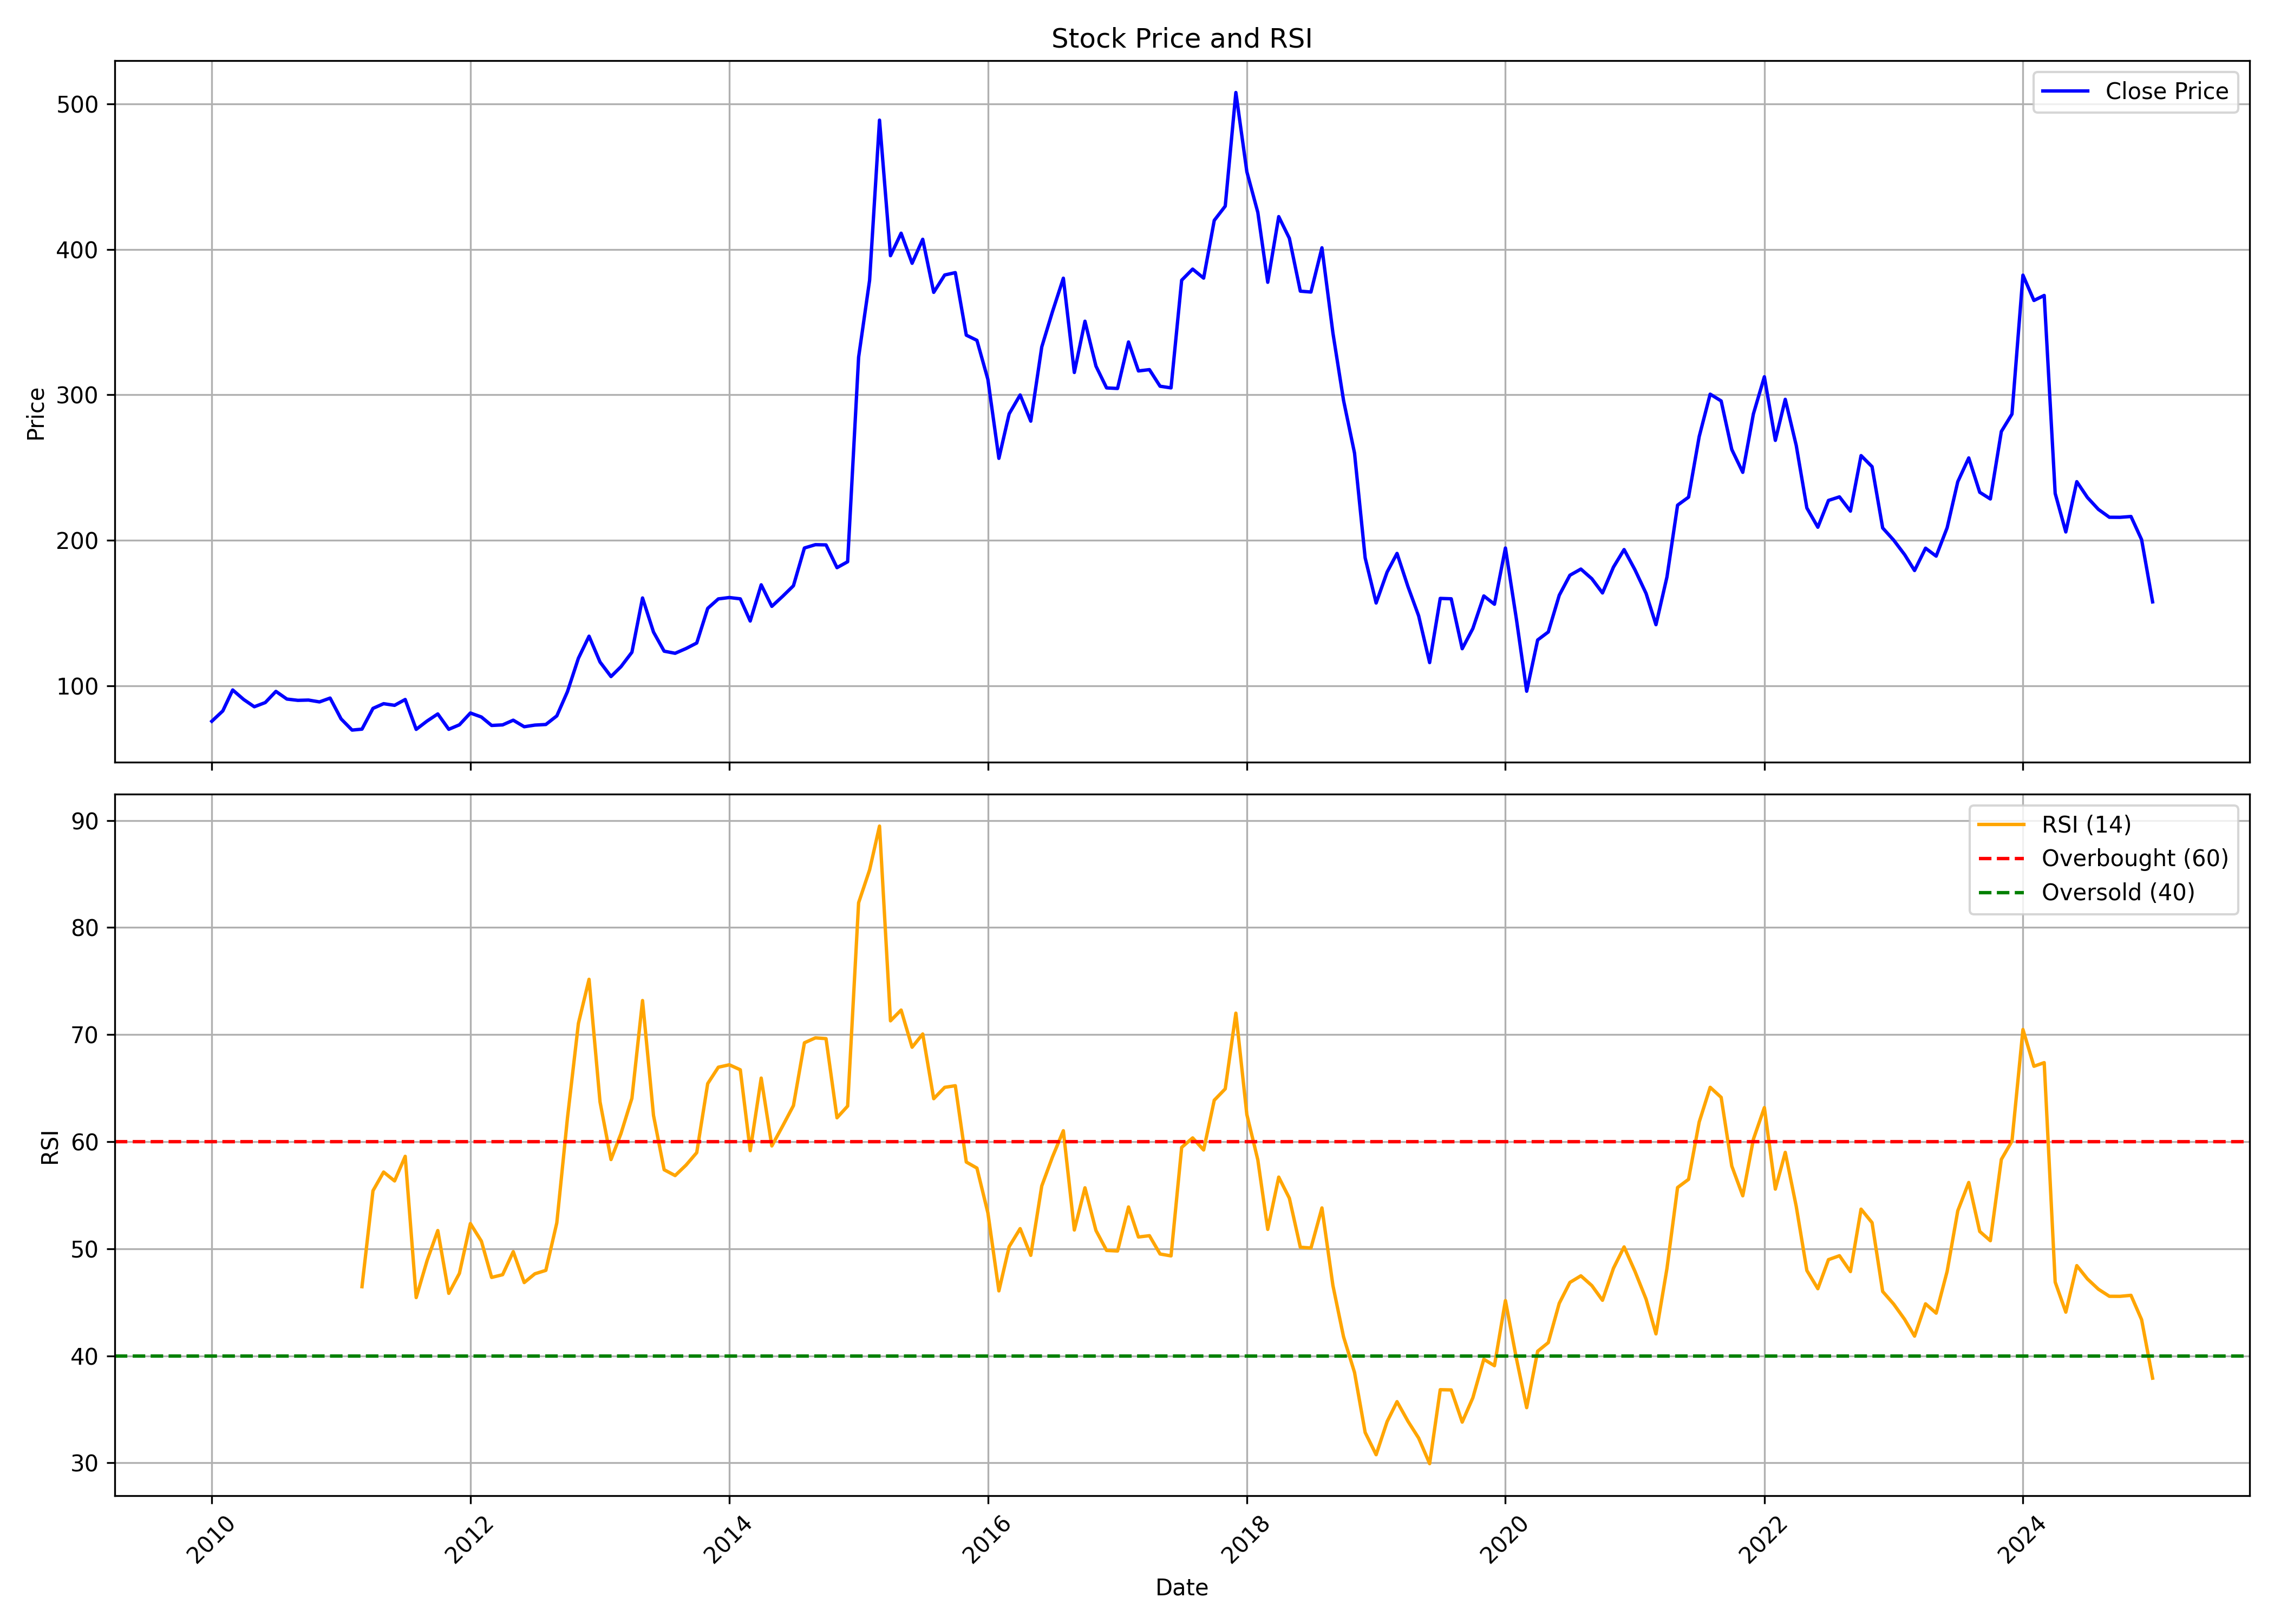 Stock Price and RSI
Close Price
500
400
300
200
100
Price
RSI (14)
Overbought (60)
Oversold (40)
90
80
70
60
50
40
30
RSI
2010
2012
2014
2016
2018
2020
2022
2024
Date